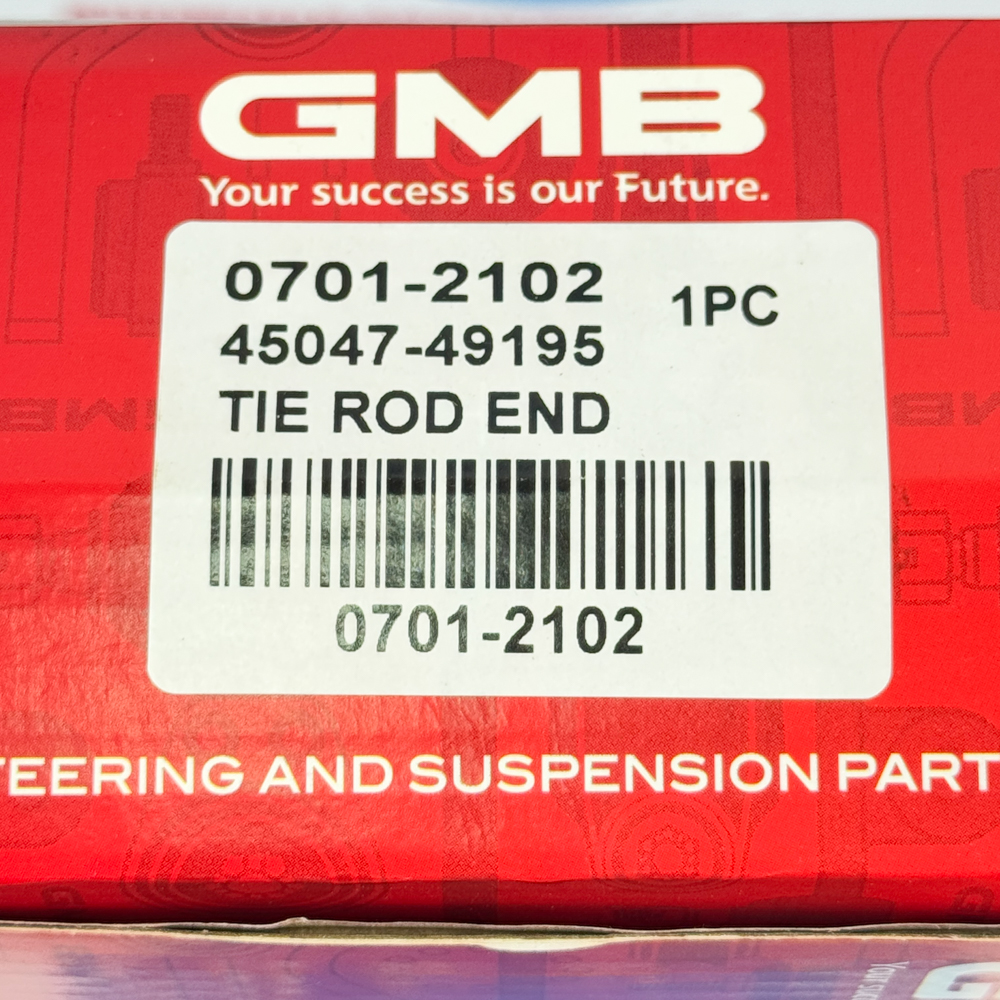 GMB
Your success is our Future.
0701-2102
1PC
45047-49195
TIE ROD END
0701-2102
TEERING AND SUSPENSION PART